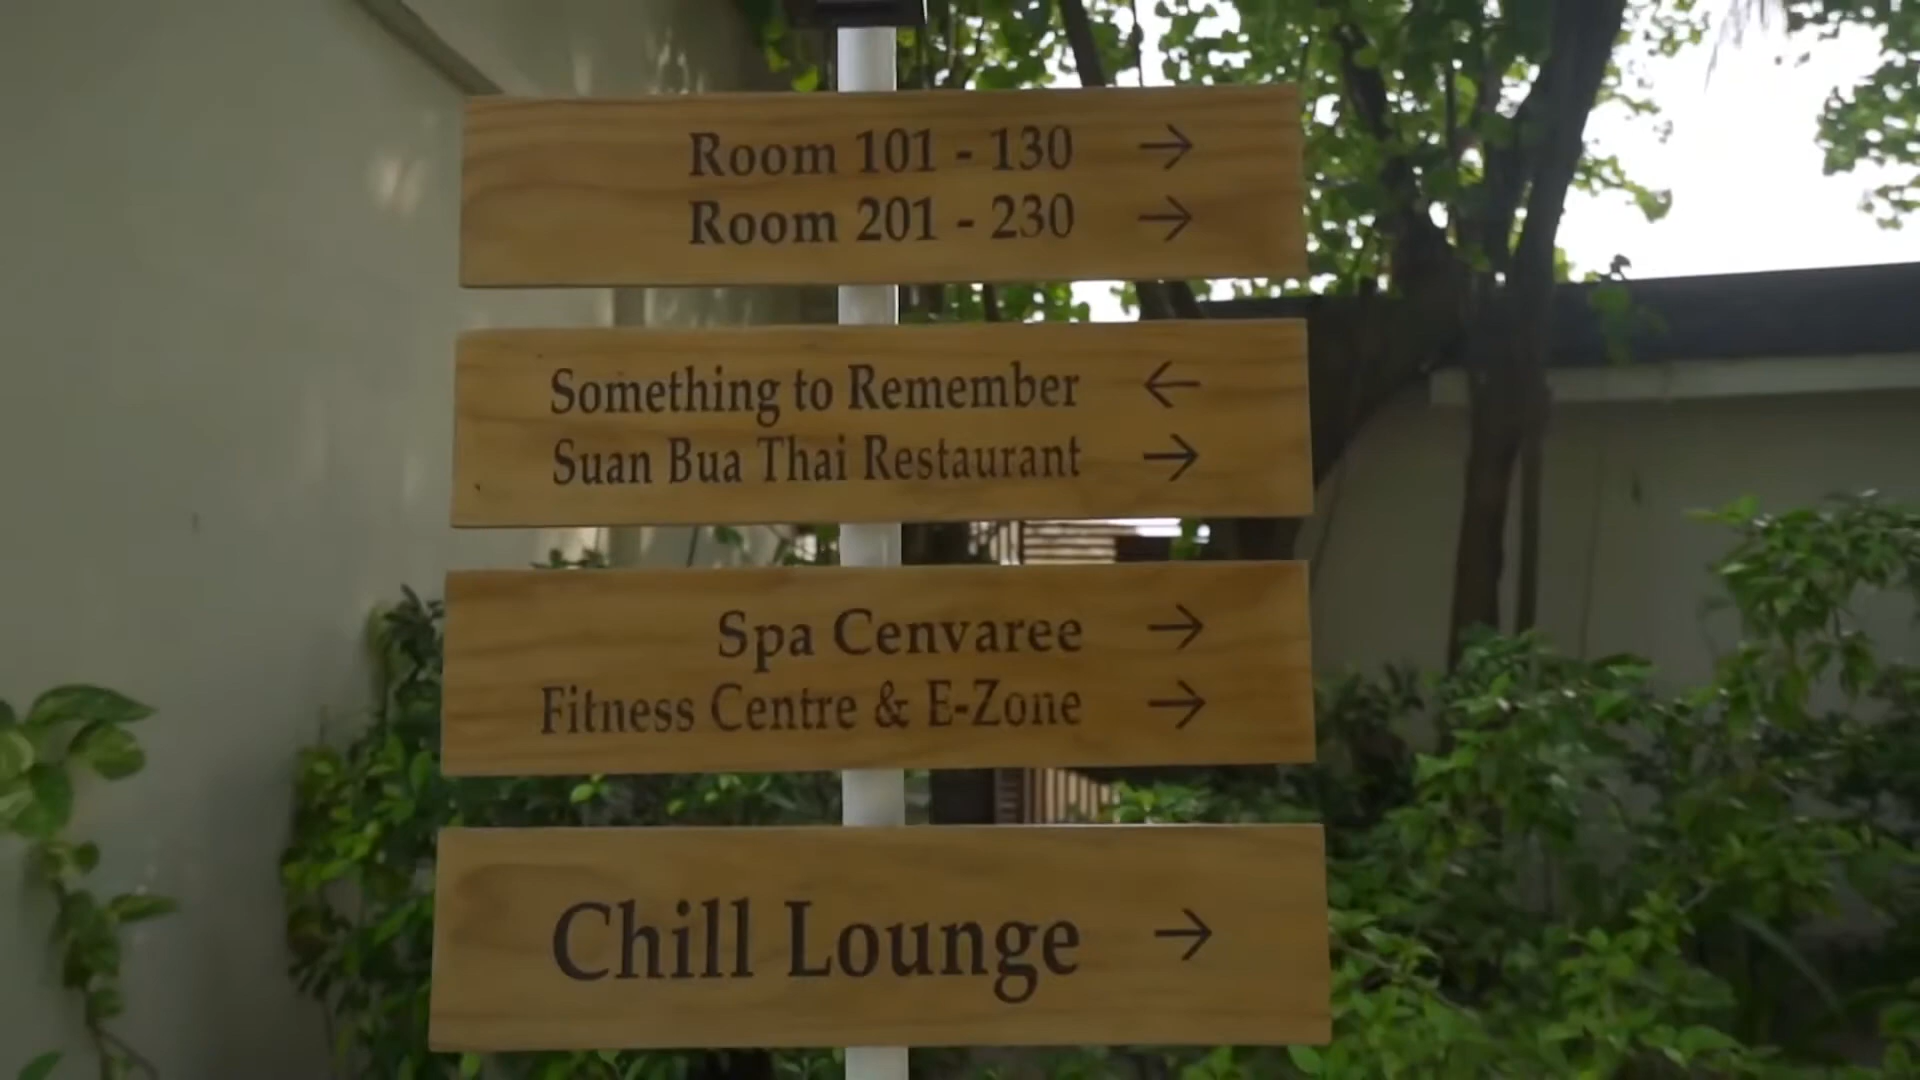 Room 101 - 130 →
Room 201 - 230 →
Something to Remember ←
Suan Bua Thai Restaurant →
Spa Cenvaree →
Fitness Centre & E-Zone →
Chill Lounge →